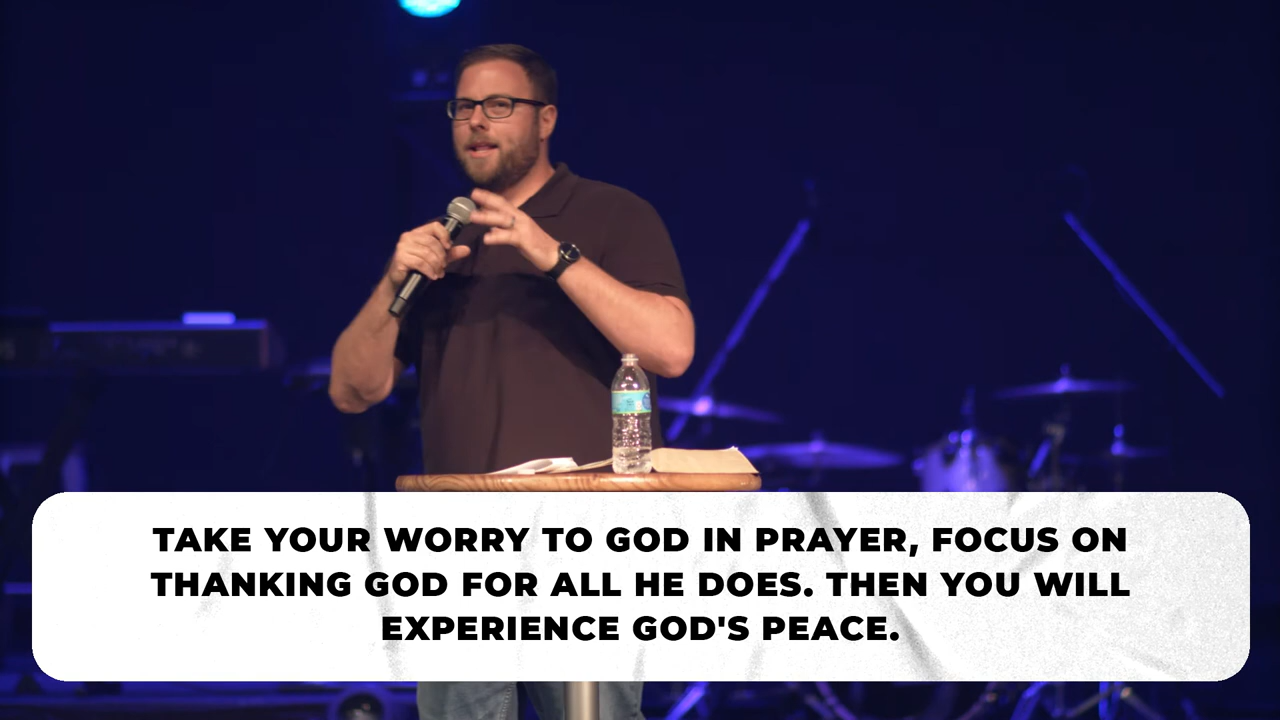 TAKE YOUR WORRY TO GOD IN PRAYER, FOCUS ON
THANKING GOD FOR ALL HE DOES. THEN YOU WILL
EXPERIENCE GOD'S PEACE.